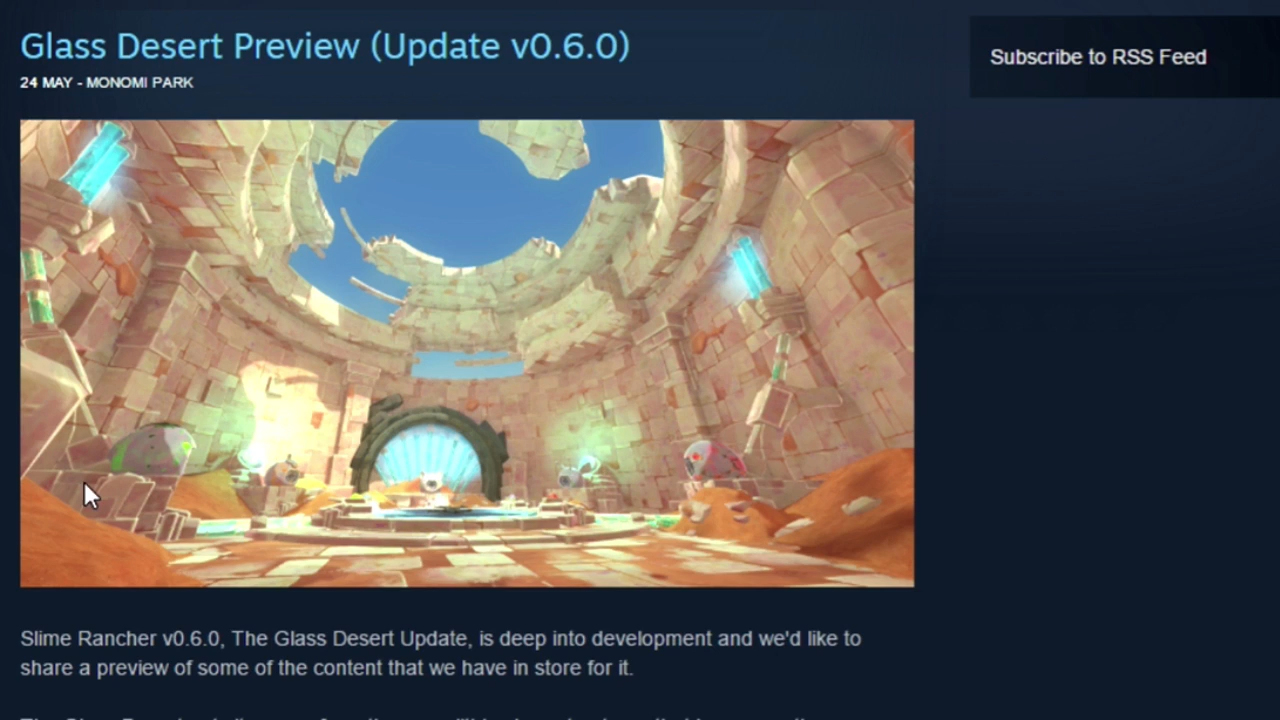 Glass Desert Preview (Update v0.6.0)
24 MAY - MONOMI PARK
Subscribe to RSS Feed
Slime Rancher v0.6.0, The Glass Desert Update, is deep into development and we'd like to
share a preview of some of the content that we have in store for it.